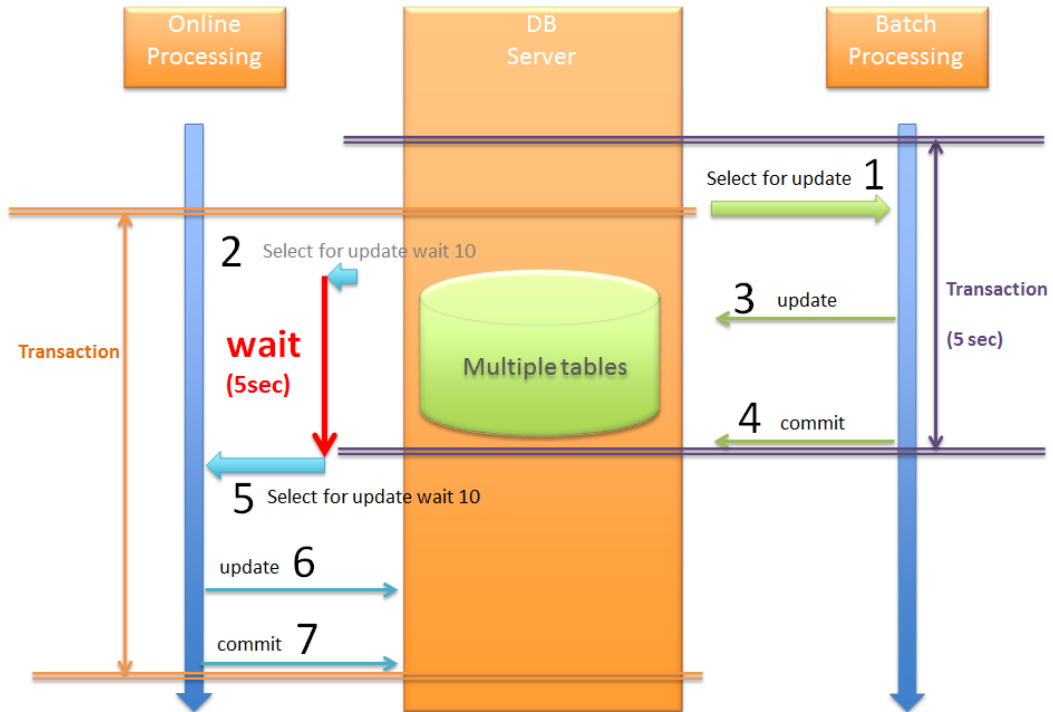 Online
Processing
DB
Server
Batch
Processing
Select for update 1
2 Select for update wait 10
3 update
Transaction
(5 sec)
Transaction
wait
(5sec)
Multiple tables
4 commit
5 Select for update wait 10
update 6
commit 7